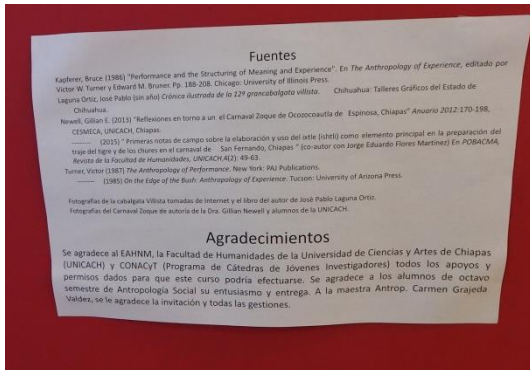 Fuentes
Kapferer, Bruce (1986) "Performance and the Structuring of Meaning and Experience". En The Anthropology of Experience, editado por
Victor W. Turner y Edward M. Bruner. Pp. 188-208. Chicago: University of Illinois Press.
Laguna Ortiz, José Pablo (sin año) Crónica ilustrada de la 12ª grancabalgata villista. Chihuahua: Talleres Gráficos del Estado de
Chihuahua.
Newell, Gillian E. (2013) "Reflexiones en torno a un el Carnaval Zoque de Ocozocoautla de Espinosa, Chiapas" Anuario 2012:170-198,
CESMECA, UNICACH, Chiapas.
-------- (2015) "Primeras notas de campo sobre la elaboración y uso del ixtle (ishtli) como elemento principal en la preparación del
traje del tigre y de los chores en el carnaval de San Fernando, Chiapas" (co-autor con Jorge Eduardo Flores Martínez) En POBACMA,
Revista de la Facultad de Humanidades, UNICACH,4(2): 49-63.
Turner, Victor (1987) The Anthropology of Performance. New York: PAJ Publications.
-------- (1985) On the Edge of the Bush: Anthropology of Experience. Tucson: University of Arizona Press.
Fotografías de la cabalgata Villista tomadas de Internet y el libro del autor de José Pablo Laguna Ortiz.
Fotografías del Carnaval Zoque de autoría de la Dra. Gillian Newell y alumnos de la UNICACH.
Agradecimientos
Se agradece al EAHNM, la Facultad de Humanidades de la Universidad de Ciencias y Artes de Chiapas
(UNICACH) y CONACyT (Programa de Cátedras de Jóvenes Investigadores) todos los apoyos y
permisos dados para que este curso podría efectuarse. Se agradece a los alumnos de octavo
semestre de Antropología Social su entusiasmo y entrega. A la maestra Antrop. Carmen Grajeda
Valdez, se le agradece la invitación y todas las gestiones.